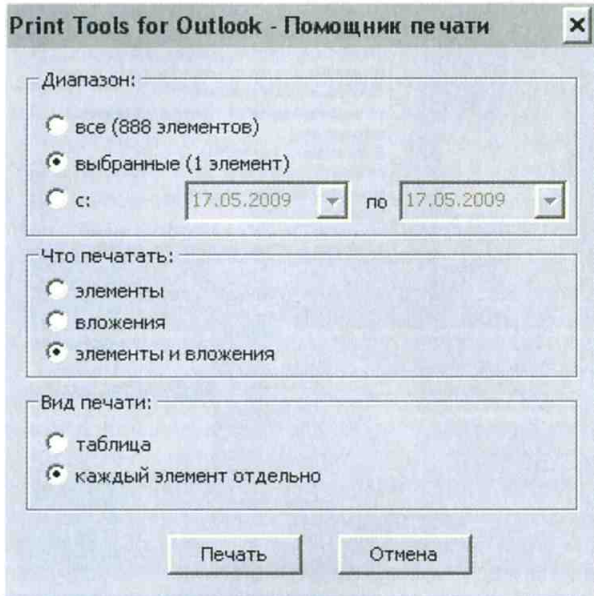 Print Tools for Outlook - Помощник печати
Диапазон:
все (888 элементов)
выбранные (1 элемент)
с: 17.05.2009 по 17.05.2009
Что печатать:
элементы
вложения
элементы и вложения
Вид печати:
таблица
каждый элемент отдельно
Печать Отмена